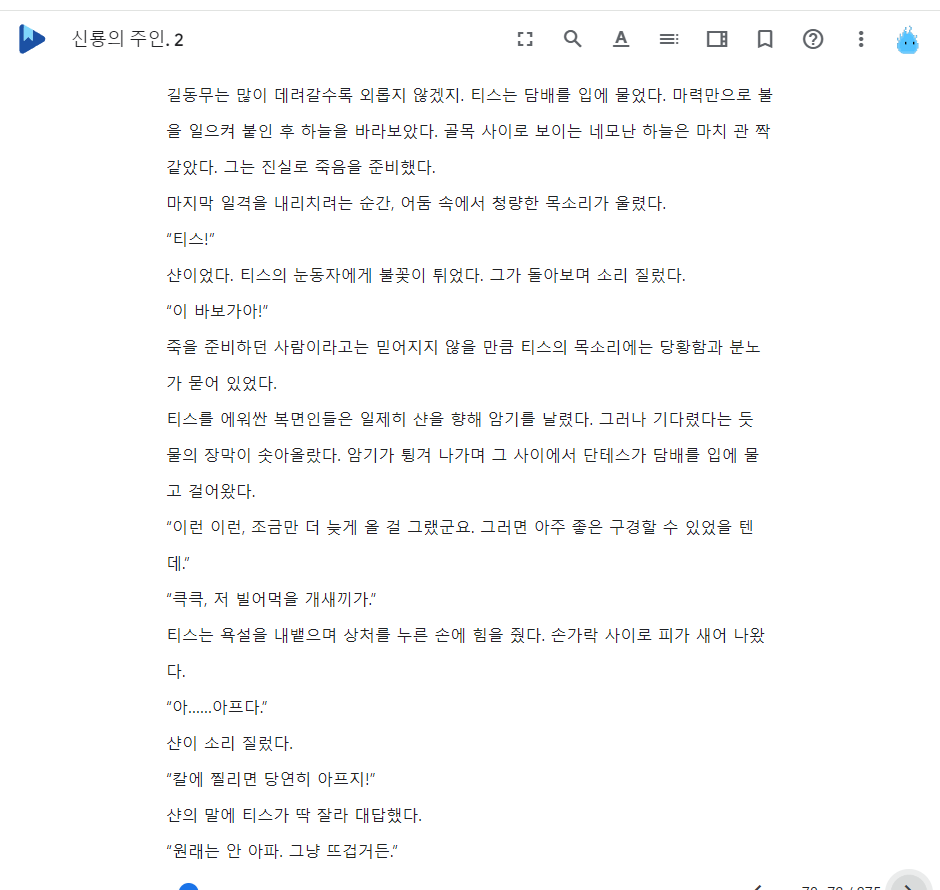 신룡의 주인. 2
길동무는 많이 데려갈수록 외롭지 않겠지. 티스는 담배를 입에 물었다. 마력만으로 불
을 일으켜 붙인 후 하늘을 바라보았다. 골목 사이로 보이는 네모난 하늘은 마치 관 짝
같았다. 그는 진실로 죽음을 준비했다.
마지막 일격을 내리치려는 순간, 어둠 속에서 청량한 목소리가 울렸다.
“티스!”
샨이었다. 티스의 눈동자에게 불꽃이 튀었다. 그가 돌아보며 소리 질렀다.
“이 바보가아!”
죽을 준비하던 사람이라고는 믿어지지 않을 만큼 티스의 목소리에는 당황함과 분노
가 묻어 있었다.
티스를 에워싼 복면인들은 일제히 샨을 향해 암기를 날렸다. 그러나 기다렸다는 듯
물의 장막이 솟아올랐다. 암기가 튕겨 나가며 그 사이에서 단테스가 담배를 입에 물
고 걸어왔다.
“이런 이런, 조금만 더 늦게 올 걸 그랬군요. 그러면 아주 좋은 구경할 수 있었을 텐
데.”
“큭큭, 저 빌어먹을 개새끼가.”
티스는 욕설을 내뱉으며 상처를 누른 손에 힘을 줬다. 손가락 사이로 피가 새어 나왔
다.
“아......아프다.”
샨이 소리 질렀다.
“칼에 찔리면 당연히 아프지!”
샨의 말에 티스가 딱 잘라 대답했다.
“원래는 안 아파. 그냥 뜨겁거든.”